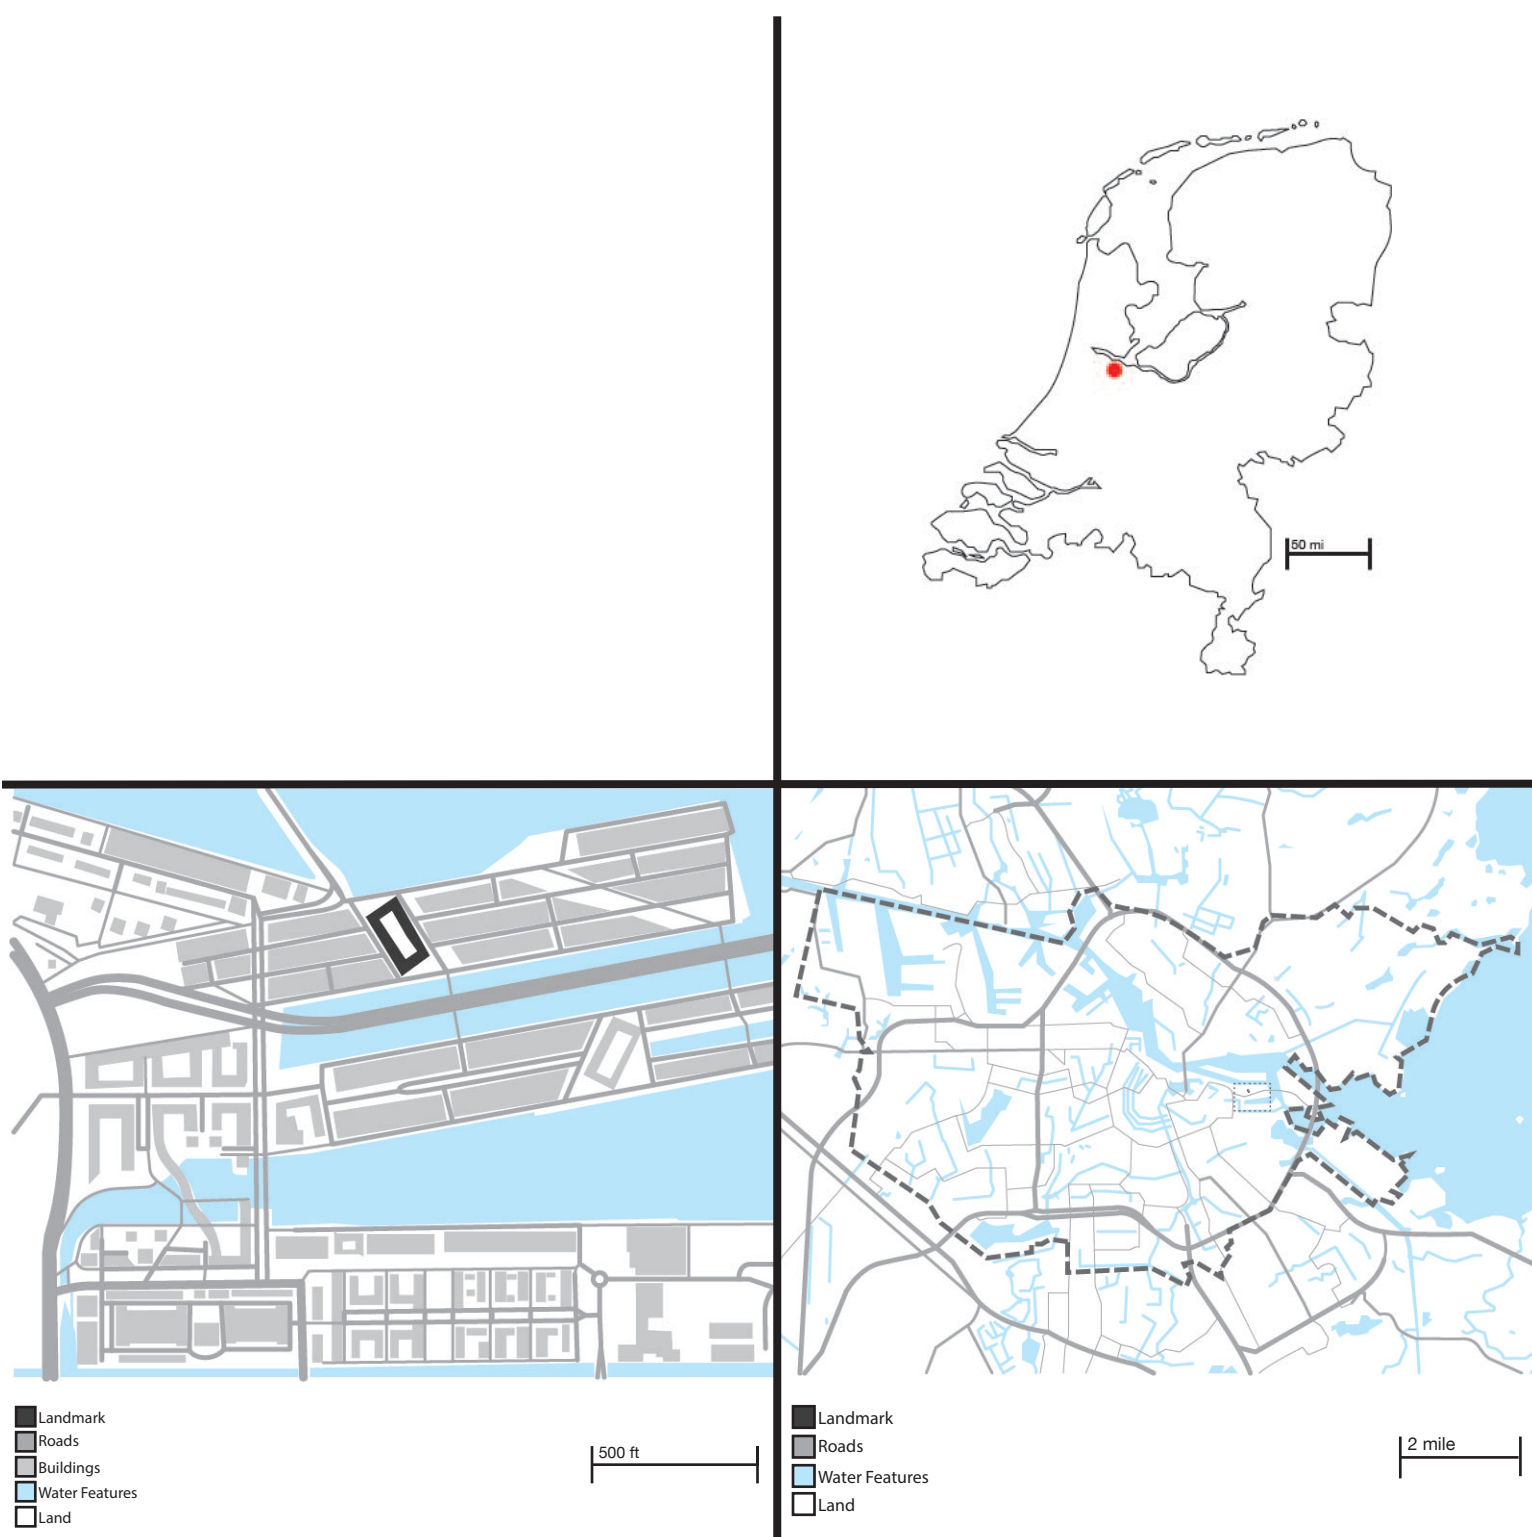 50 mi
Landmark
Roads
Buildings
Water Features
Land
500 ft
Landmark
Roads
Water Features
Land
2 mile